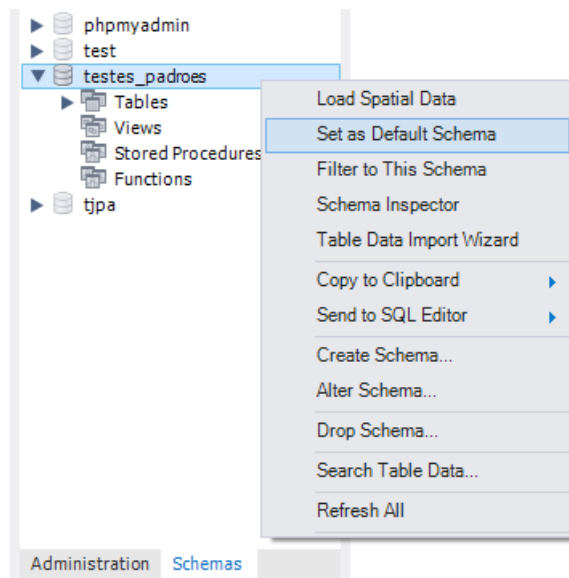 phpmyadmin
test
testes_padroes
Tables
Views
Stored Procedures
Functions
tjpa
Load Spatial Data
Set as Default Schema
Filter to This Schema
Schema Inspector
Table Data Import Wizard
Copy to Clipboard
Send to SQL Editor
Create Schema...
Alter Schema...
Drop Schema...
Search Table Data...
Refresh All
Administration Schemas